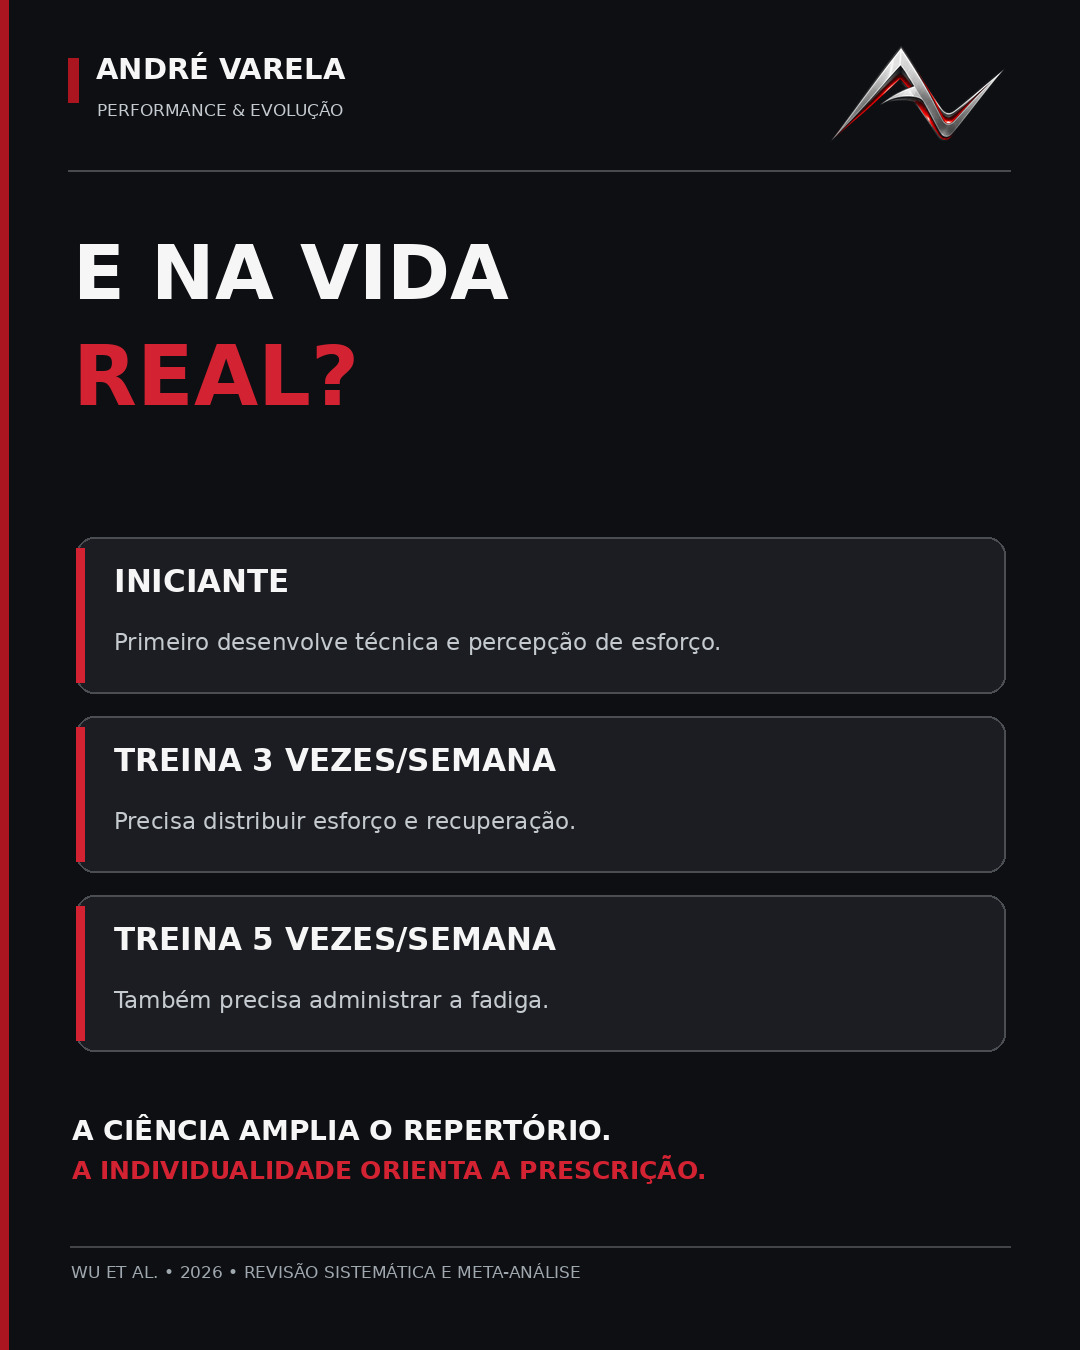 ANDRÉ VARELA
PERFORMANCE & EVOLUÇÃO
E NA VIDA
REAL?
INICIANTE
Primeiro desenvolve técnica e percepção de esforço.
TREINA 3 VEZES/SEMANA
Precisa distribuir esforço e recuperação.
TREINA 5 VEZES/SEMANA
Também precisa administrar a fadiga.
A CIÊNCIA AMPLIA O REPERTÓRIO.
A INDIVIDUALIDADE ORIENTA A PRESCRIÇÃO.
WU ET AL. • 2026 • REVISÃO SISTEMÁTICA E META-ANÁLISE